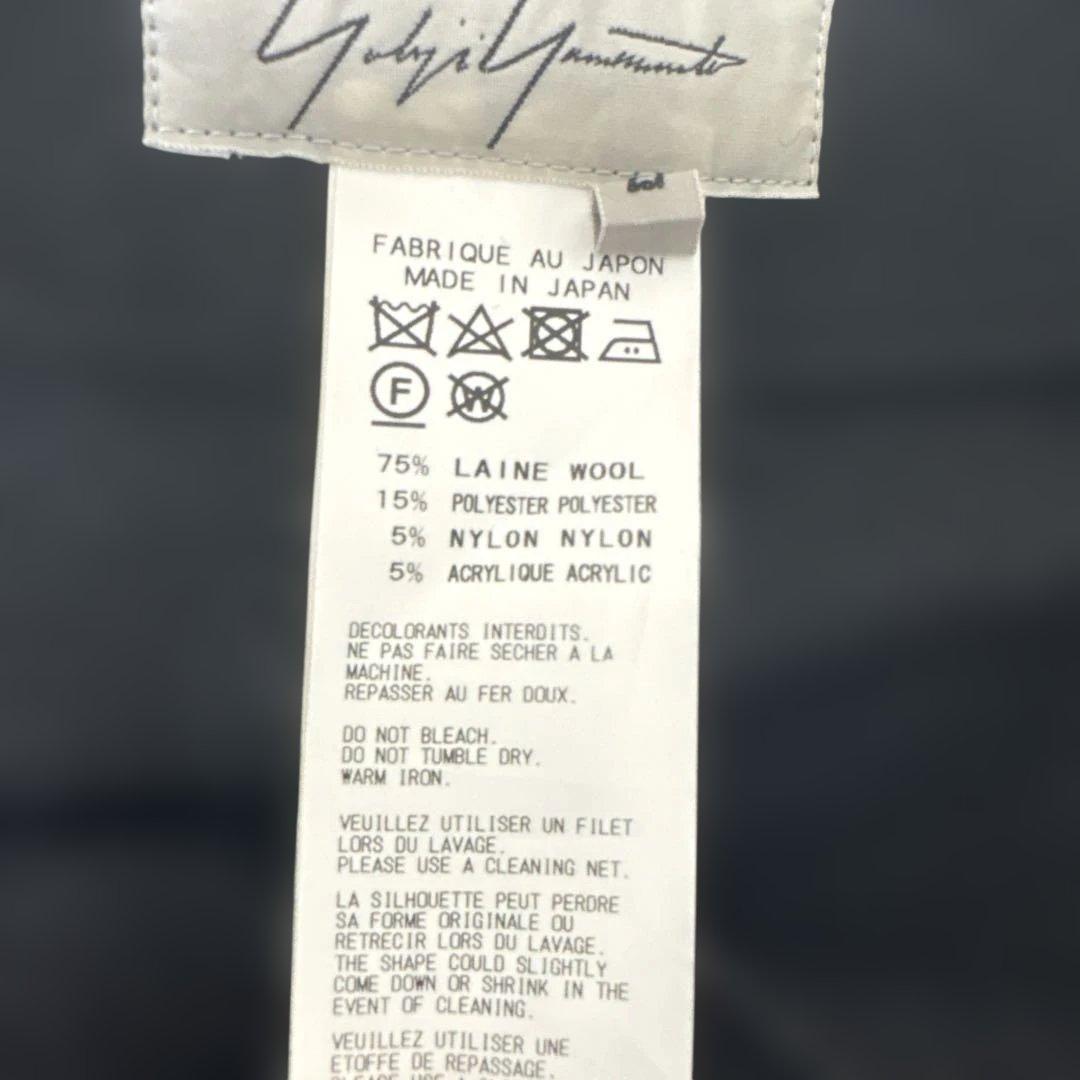 Yohji Yamamoto
FABRIQUE AU JAPON
MADE IN JAPAN
F
W
75% LAINE WOOL
15% POLYESTER POLYESTER
5% NYLON NYLON
5% ACRYLIQUE ACRYLIC
DECOLORANTS INTERDITS.
NE PAS FAIRE SECHER A LA
MACHINE.
REPASSER AU FER DOUX.
DO NOT BLEACH.
DO NOT TUMBLE DRY.
WARM IRON.
VEUILLEZ UTILISER UN FILET
LORS DU LAVAGE.
PLEASE USE A CLEANING NET.
LA SILHOUETTE PEUT PERDRE
SA FORME ORIGINALE OU
RETRECIR LORS DU LAVAGE.
THE SHAPE COULD SLIGHTLY
COME DOWN OR SHRINK IN THE
EVENT OF CLEANING.
VEUILLEZ UTILISER UNE
ETOFFE DE REPASSAGE.
PLEASE USE A